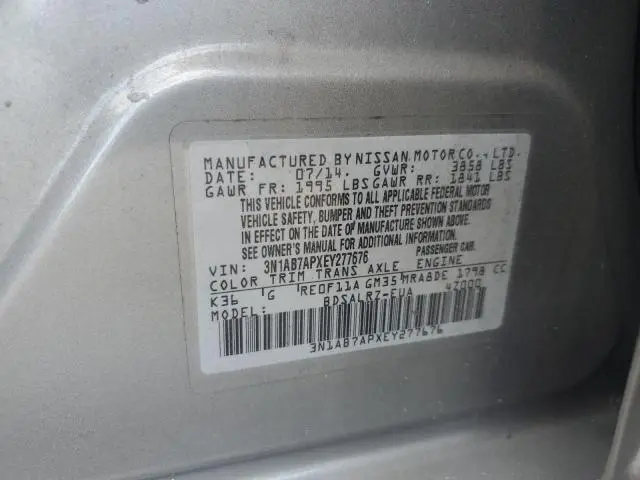 MANUFACTURED BY NISSAN MOTOR CO., LTD.
DATE: 07/14. GVWR: 3858 LBS
GAWR FR: 1995 LBS GAWR RR: 1841 LBS
THIS VEHICLE CONFORMS TO ALL APPLICABLE FEDERAL MOTOR
VEHICLE SAFETY, BUMPER AND THEFT PREVENTION STANDARDS
IN EFFECT ON THE DATE OF MANUFACTURE SHOWN ABOVE.
SEE OWNER'S MANUAL FOR ADDITIONAL INFORMATION.
VIN: 3N1AB7APXEY277676 PASSENGER CAR
COLOR TRIM TRANS AXLE ENGINE
K36 G RE0F11A GM35 MRA8DE 1798 CC
MODEL: BDSALR7-EUA 4Z000
3N1AB7APXEY277676